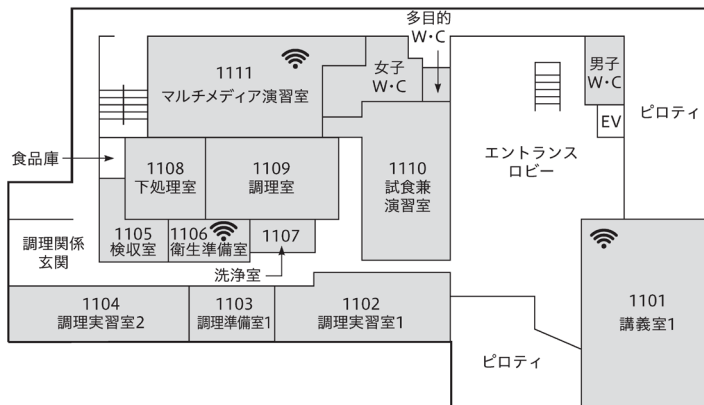 多目的
W・C
1111
マルチメディア演習室
女子
W・C
男子
W・C
EV
ピロティ
食品庫
1108
下処理室
1109
調理室
1110
試食兼
演習室
エントランス
ロビー
調理関係
玄関
1105
検収室
1106
衛生準備室
1107
洗浄室
1101
講義室1
1104
調理実習室2
1103
調理準備室1
1102
調理実習室1
ピロティ